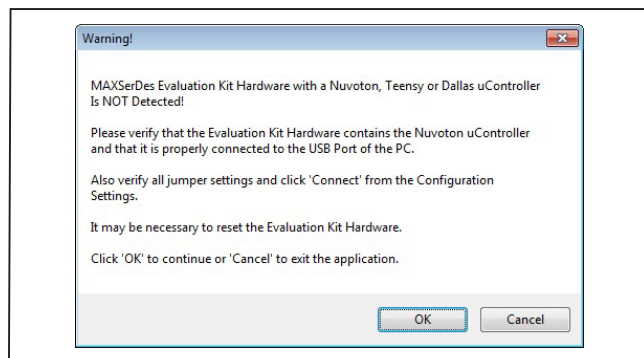 Warning!
MAXSerDes Evaluation Kit Hardware with a Nuvoton, Teensy or Dallas uController
Is NOT Detected!
Please verify that the Evaluation Kit Hardware contains the Nuvoton uController
and that it is properly connected to the USB Port of the PC.
Also verify all jumper settings and click 'Connect' from the Configuration
Settings.
It may be necessary to reset the Evaluation Kit Hardware.
Click 'OK' to continue or 'Cancel' to exit the application.
OK
Cancel